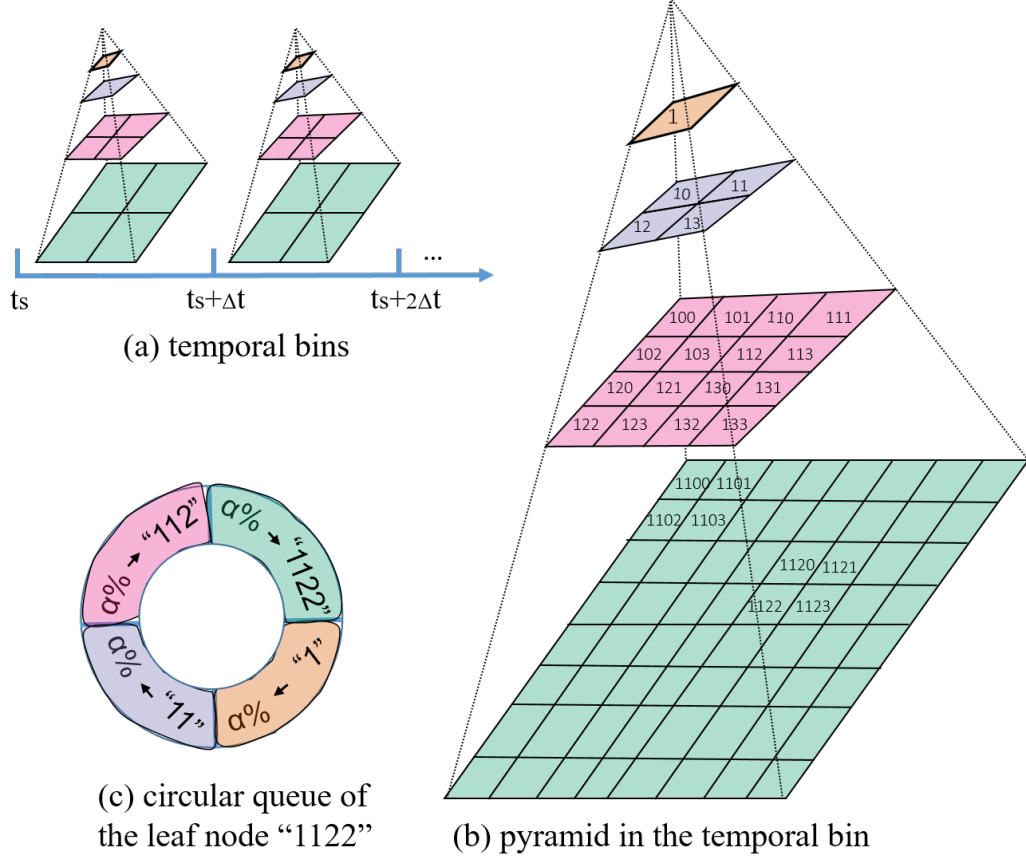 ts
ts+Δt
ts+2Δt
...
(a) temporal bins
1
10
11
12
13
100
101
110
111
102
103
112
113
120
121
130
131
122
123
132
133
1100
1101
1102
1103
1120
1121
1122
1123
α% → “112”
α% → “1122”
“11” → α%
“1” → α%
(c) circular queue of
the leaf node “1122”
(b) pyramid in the temporal bin